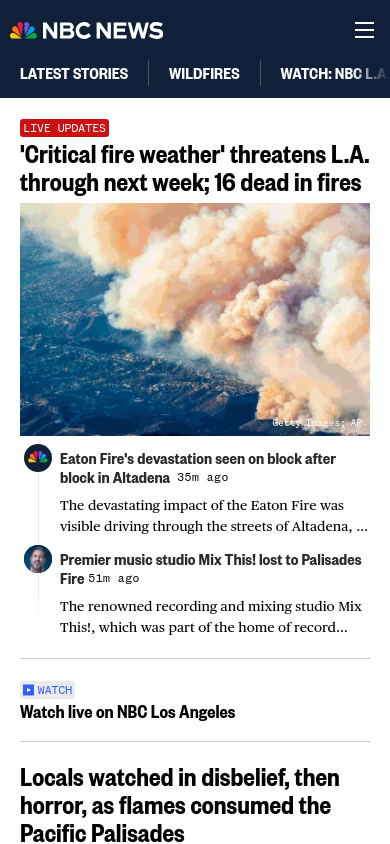 NBC NEWS
LATEST STORIES
WILDFIRES
WATCH: NBC L.A.
LIVE UPDATES
'Critical fire weather' threatens L.A.
through next week; 16 dead in fires
Getty Images; AP
Eaton Fire's devastation seen on block after
block in Altadena 35m ago
The devastating impact of the Eaton Fire was
visible driving through the streets of Altadena, ...
Premier music studio Mix This! lost to Palisades
Fire 51m ago
The renowned recording and mixing studio Mix
This!, which was part of the home of record...
WATCH
Watch live on NBC Los Angeles
Locals watched in disbelief, then
horror, as flames consumed the
Pacific Palisades